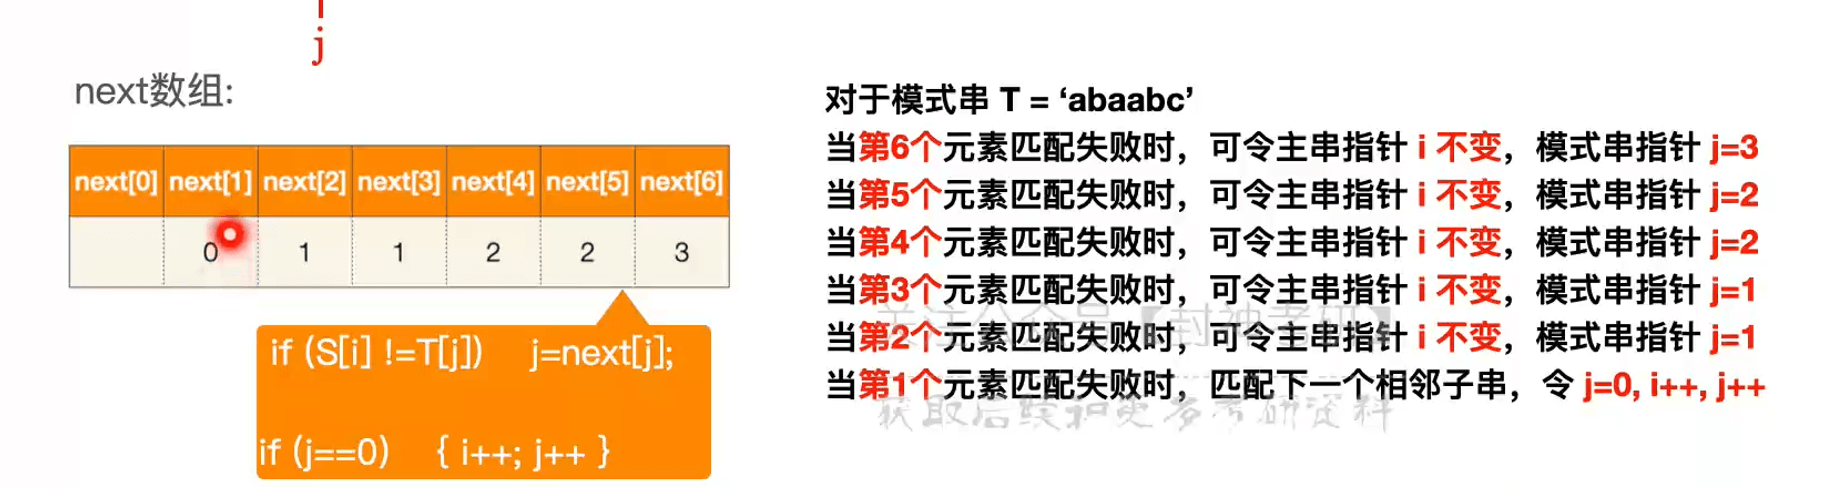 j
next数组:
next[0] next[1] next[2] next[3] next[4] next[5] next[6]
0 1 1 2 2 3
if (S[i] !=T[j]) j=next[j];
if (j==0) { i++; j++ }
对于模式串 T = ‘abaabc’
当第6个元素匹配失败时，可令主串指针 i 不变，模式串指针 j=3
当第5个元素匹配失败时，可令主串指针 i 不变，模式串指针 j=2
当第4个元素匹配失败时，可令主串指针 i 不变，模式串指针 j=2
当第3个元素匹配失败时，可令主串指针 i 不变，模式串指针 j=1
关注公众号【封神考研】
当第2个元素匹配失败时，可令主串指针 i 不变，模式串指针 j=1
当第1个元素匹配失败时，匹配下一个相邻子串，令 j=0, i++, j++
获取后续和更多考研资料